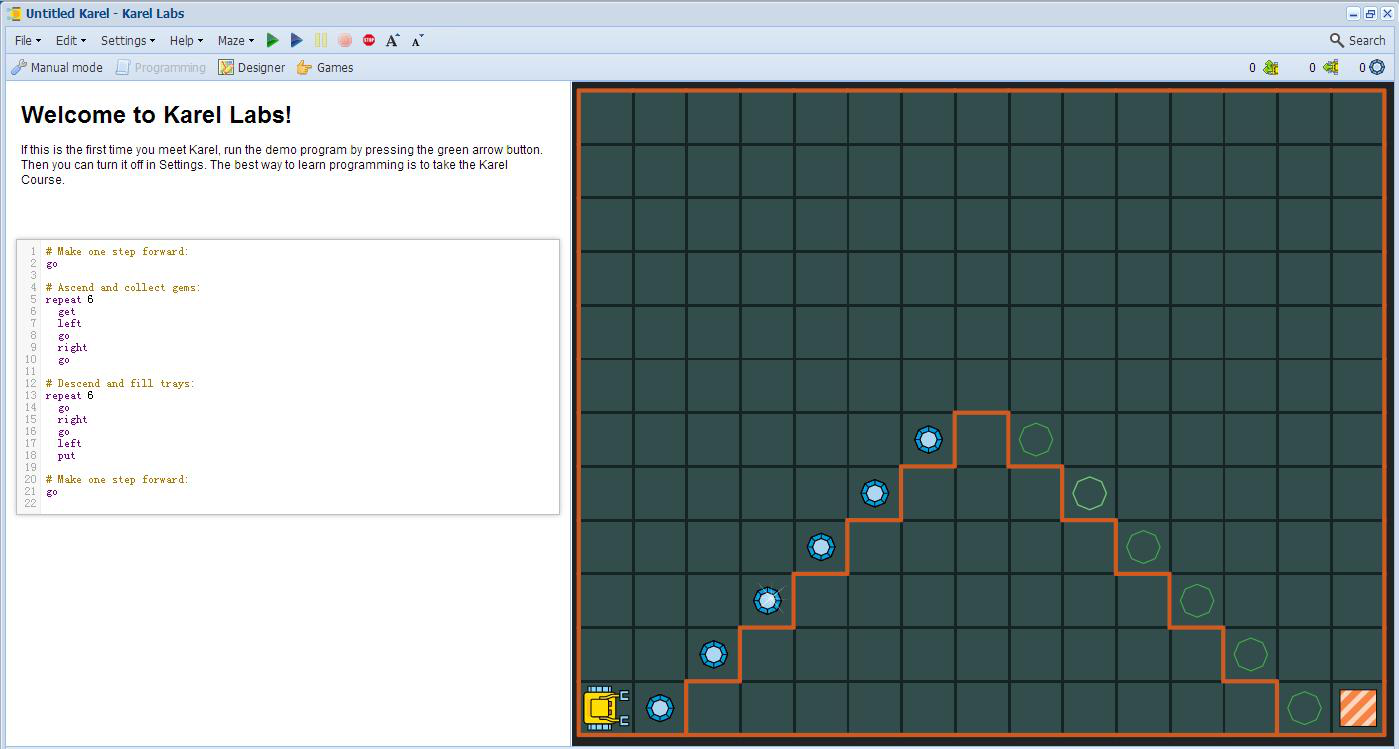 Untitled Karel - Karel Labs
File Edit Settings Help Maze STOP A A Search
Manual mode Programming Designer Games 0 0 0
Welcome to Karel Labs!
If this is the first time you meet Karel, run the demo program by pressing the green arrow button.
Then you can turn it off in Settings. The best way to learn programming is to take the Karel
Course.
1 # Make one step forward:
2 go
3
4 # Ascend and collect gems:
5 repeat 6
6 get
7 left
8 go
9 right
10 go
11
12 # Descend and fill trays:
13 repeat 6
14 go
15 right
16 go
17 left
18 put
19
20 # Make one step forward:
21 go
22